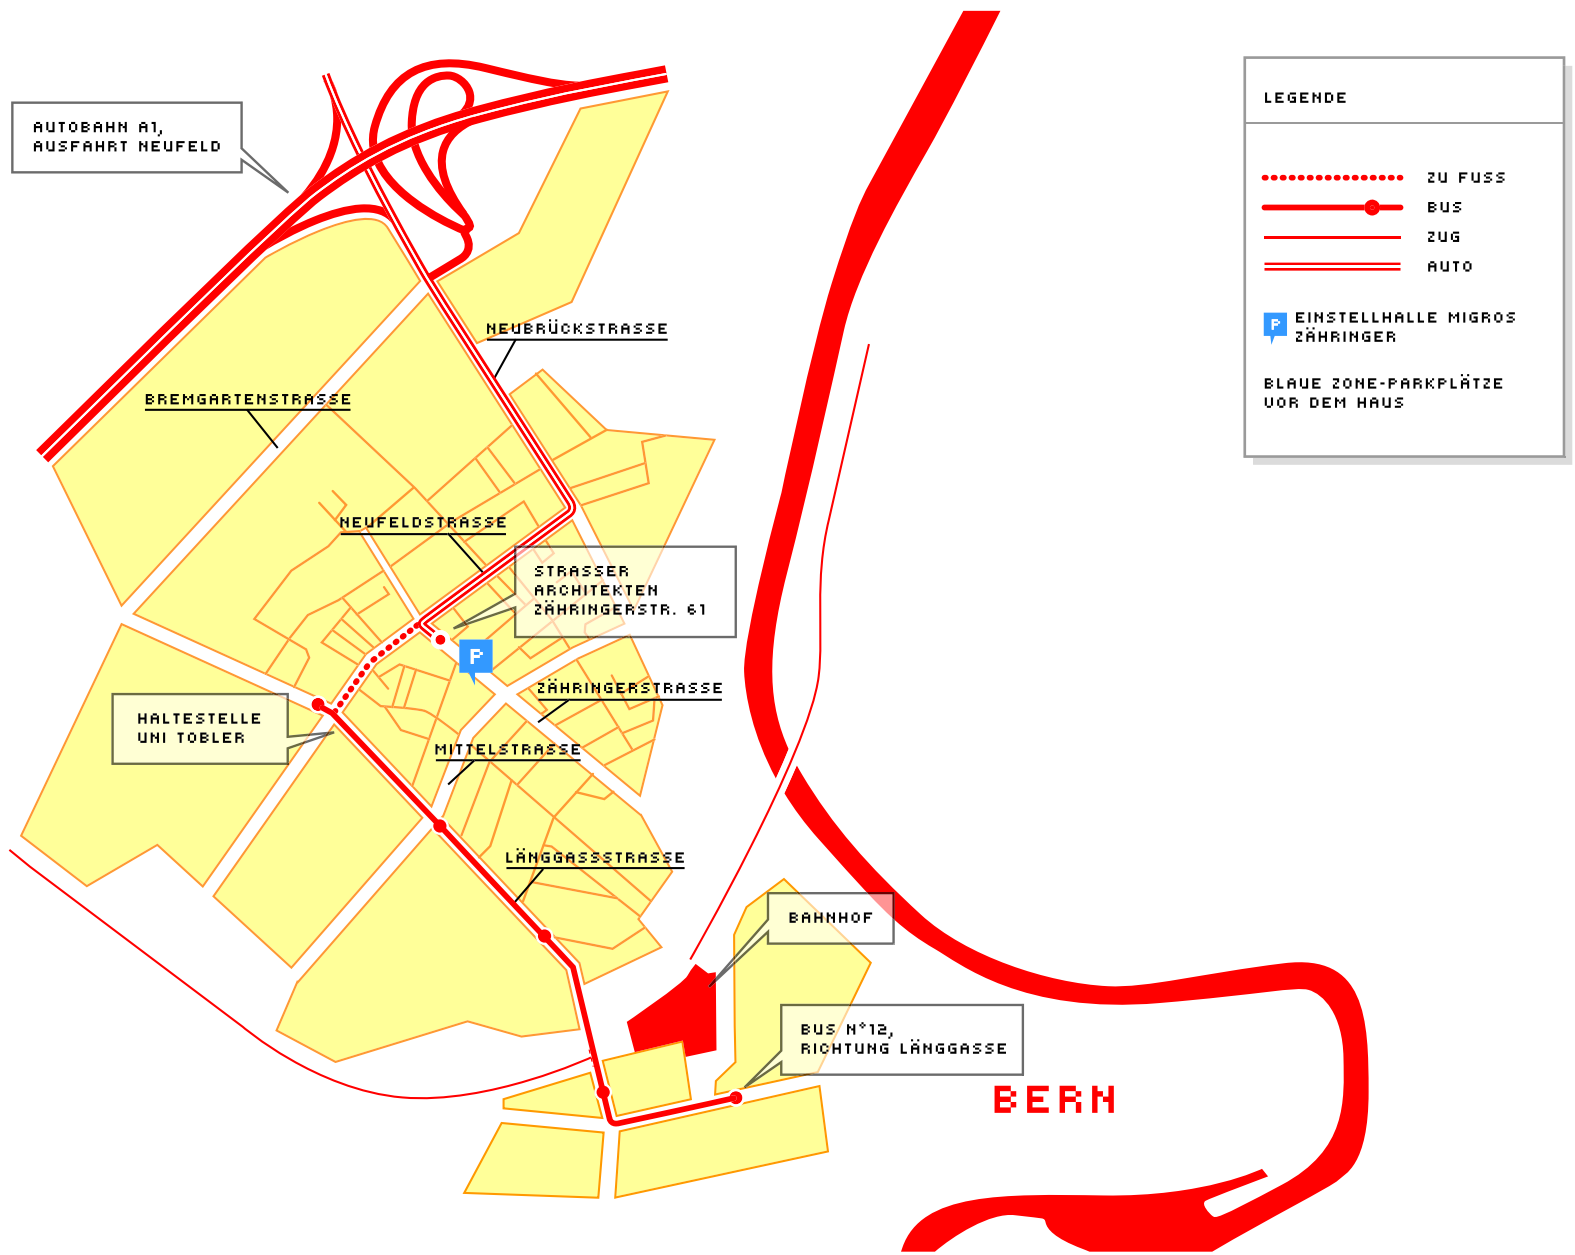 AUTOBAHN A1,
AUSFAHRT NEUFELD
LEGENDE
ZU FUSS
BUS
ZUG
AUTO
P
EINSTELLHALLE MIGROS
ZÄHRINGER
BLAUE ZONE-PARKPLÄTZE
VOR DEM HAUS
NEUBRÜCKSTRASSE
BREMGARTENSTRASSE
NEUFELDSTRASSE
STRASSER
ARCHITEKTEN
ZÄHRINGERSTR. 61
P
ZÄHRINGERSTRASSE
HALTESTELLE
UNI TOBLER
MITTELSTRASSE
LÄNGGASSSTRASSE
BAHNHOF
BUS N°12,
RICHTUNG LÄNGGASSE
BERN